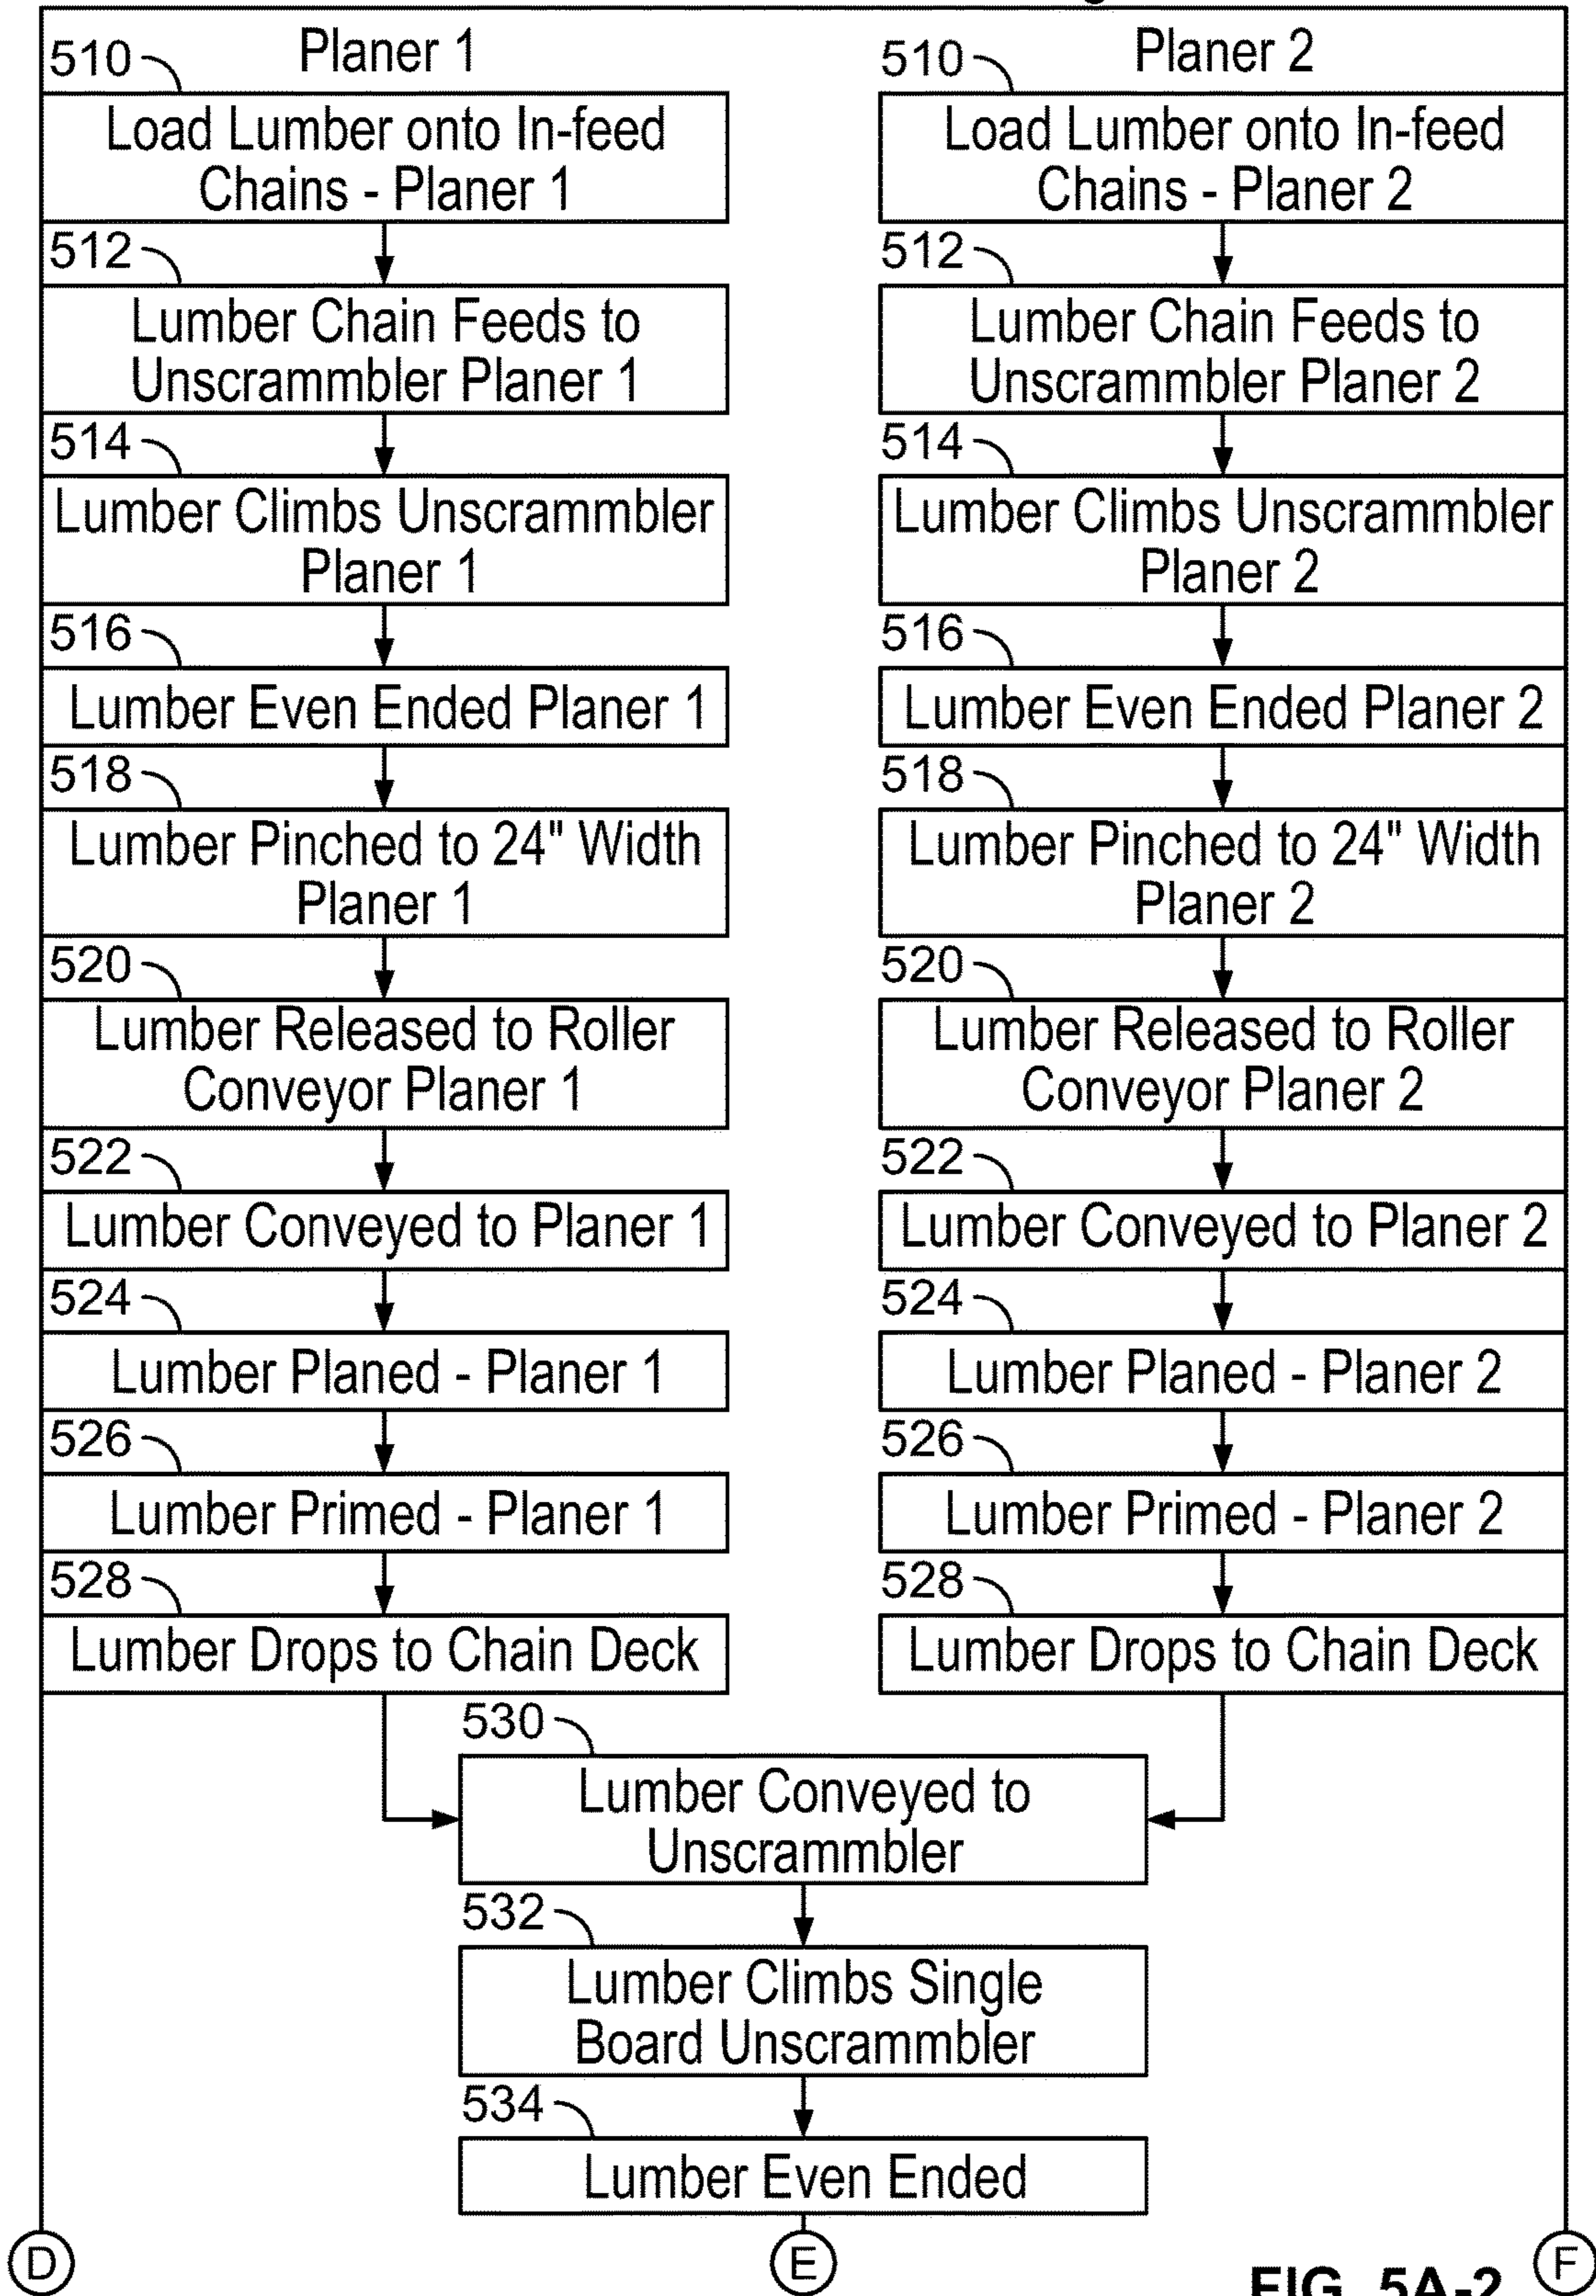 Planer 1
510
Load Lumber onto In-feed
Chains - Planer 1
512
Lumber Chain Feeds to
Unscrammbler Planer 1
514
Lumber Climbs Unscrammbler
Planer 1
516
Lumber Even Ended Planer 1
518
Lumber Pinched to 24" Width
Planer 1
520
Lumber Released to Roller
Conveyor Planer 1
522
Lumber Conveyed to Planer 1
524
Lumber Planed - Planer 1
526
Lumber Primed - Planer 1
528
Lumber Drops to Chain Deck
Planer 2
510
Load Lumber onto In-feed
Chains - Planer 2
512
Lumber Chain Feeds to
Unscrammbler Planer 2
514
Lumber Climbs Unscrammbler
Planer 2
516
Lumber Even Ended Planer 2
518
Lumber Pinched to 24" Width
Planer 2
520
Lumber Released to Roller
Conveyor Planer 2
522
Lumber Conveyed to Planer 2
524
Lumber Planed - Planer 2
526
Lumber Primed - Planer 2
528
Lumber Drops to Chain Deck
530
Lumber Conveyed to
Unscrammbler
532
Lumber Climbs Single
Board Unscrammbler
534
Lumber Even Ended
D
E
F
FIG. 5A-2